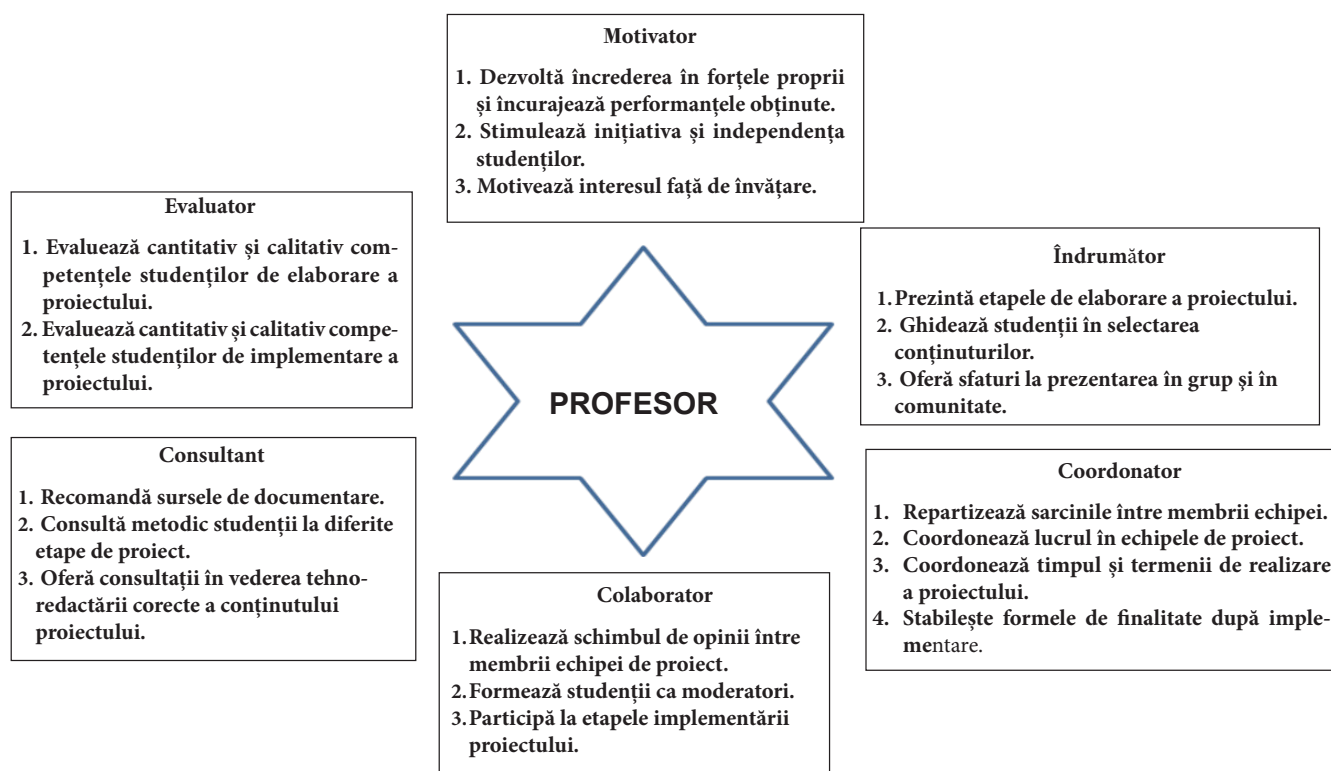 Motivator
1. Dezvoltă încrederea în forțele proprii
și încurajează performanțele obținute.
2. Stimulează inițiativa și independența
studenților.
3. Motivează interesul față de învățare.
Evaluator
1. Evaluează cantitativ și calitativ com-
petențele studenților de elaborare a
proiectului.
2. Evaluează cantitativ și calitativ compe-
tențele studenților de implementare a
proiectului.
Îndrumător
1. Prezintă etapele de elaborare a proiectului.
2. Ghidează studenții în selectarea
conținuturilor.
3. Oferă sfaturi la prezentarea în grup şi în
comunitate.
PROFESOR
Consultant
1. Recomandă sursele de documentare.
2. Consultă metodic studenții la diferite
etape de proiect.
3. Oferă consultații în vederea tehno-
redactării corecte a conținutului
proiectului.
Coordonator
1. Repartizează sarcinile între membrii echipei.
2. Coordonează lucrul în echipele de proiect.
3. Coordonează timpul și termenii de realizare
a proiectului.
4. Stabilește formele de finalitate după imple-
mentare.
Colaborator
1. Realizează schimbul de opinii între
membrii echipei de proiect.
2. Formează studenții ca moderatori.
3. Participă la etapele implementării
proiectului.